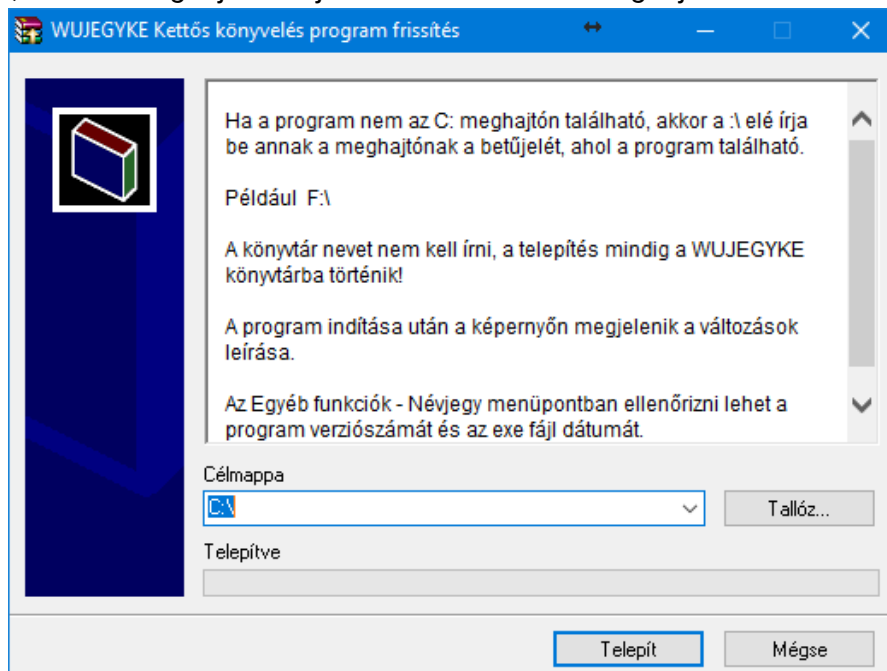 WUJEGYKE Kettős könyvelés program frissítés
Ha a program nem az C: meghajtón található, akkor a :\ elé írja
be annak a meghajtónak a betűjelét, ahol a program található.
Például F:\
A könyvtár nevet nem kell írni, a telepítés mindig a WUJEGYKE
könyvtárba történik!
A program indítása után a képernyőn megjelenik a változások
leírása.
Az Egyéb funkciók - Névjegy menüpontban ellenőrizni lehet a
program verziószámát és az exe fájl dátumát.
Célmappa
C:\
Tallóz...
Telepítve
Telepít
Mégse